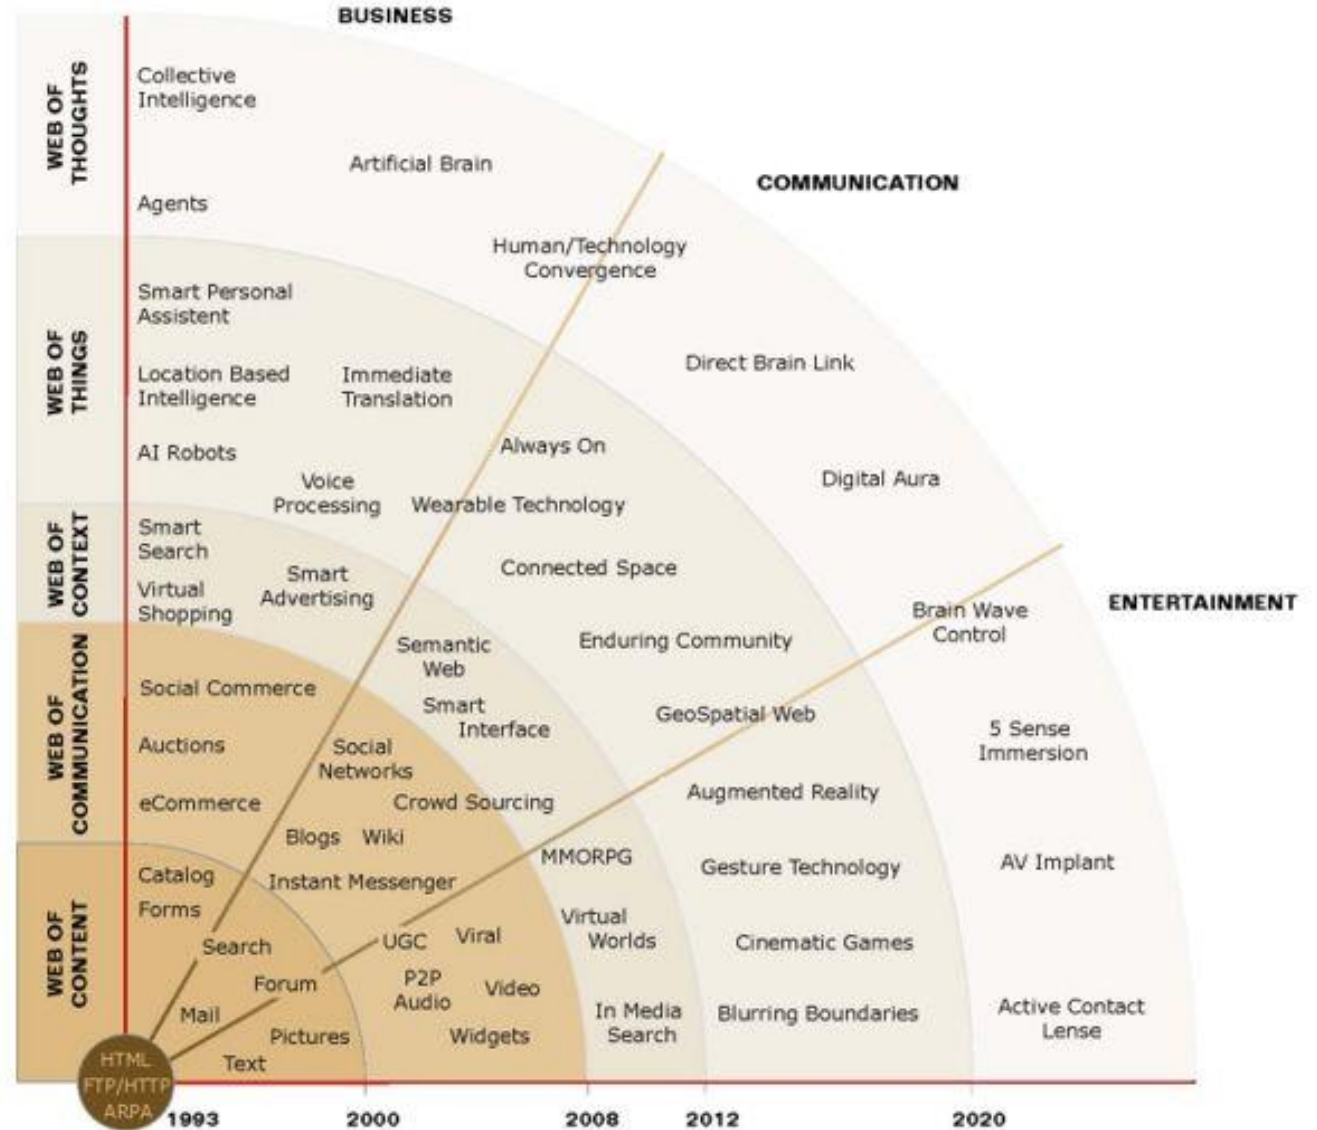 BUSINESS
COMMUNICATION
ENTERTAINMENT
WEB OF
THOUGHTS
Collective
Intelligence
Artificial Brain
Agents
Human/Technology
Convergence
Direct Brain Link
Digital Aura
Brain Wave
Control
5 Sense
Immersion
AV Implant
Active Contact
Lense
WEB OF
THINGS
Smart Personal
Assistent
Location Based
Intelligence
Immediate
Translation
AI Robots
Voice
Processing
Always On
Wearable Technology
Connected Space
Enduring Community
GeoSpatial Web
Augmented Reality
Gesture Technology
Cinematic Games
Blurring Boundaries
WEB OF
CONTEXT
Smart
Search
Virtual
Shopping
Smart
Advertising
Semantic
Web
Smart
Interface
MMORPG
Virtual
Worlds
In Media
Search
WEB OF
COMMUNICATION
Social Commerce
Auctions
eCommerce
Social
Networks
Crowd Sourcing
Blogs Wiki
Instant Messenger
UGC Viral
P2P
Audio
Video
Widgets
WEB OF
CONTENT
Catalog
Forms
Search
Forum
Mail
Pictures
Text
HTML
FTP/HTTP
ARPA
1993 2000 2008 2012 2020